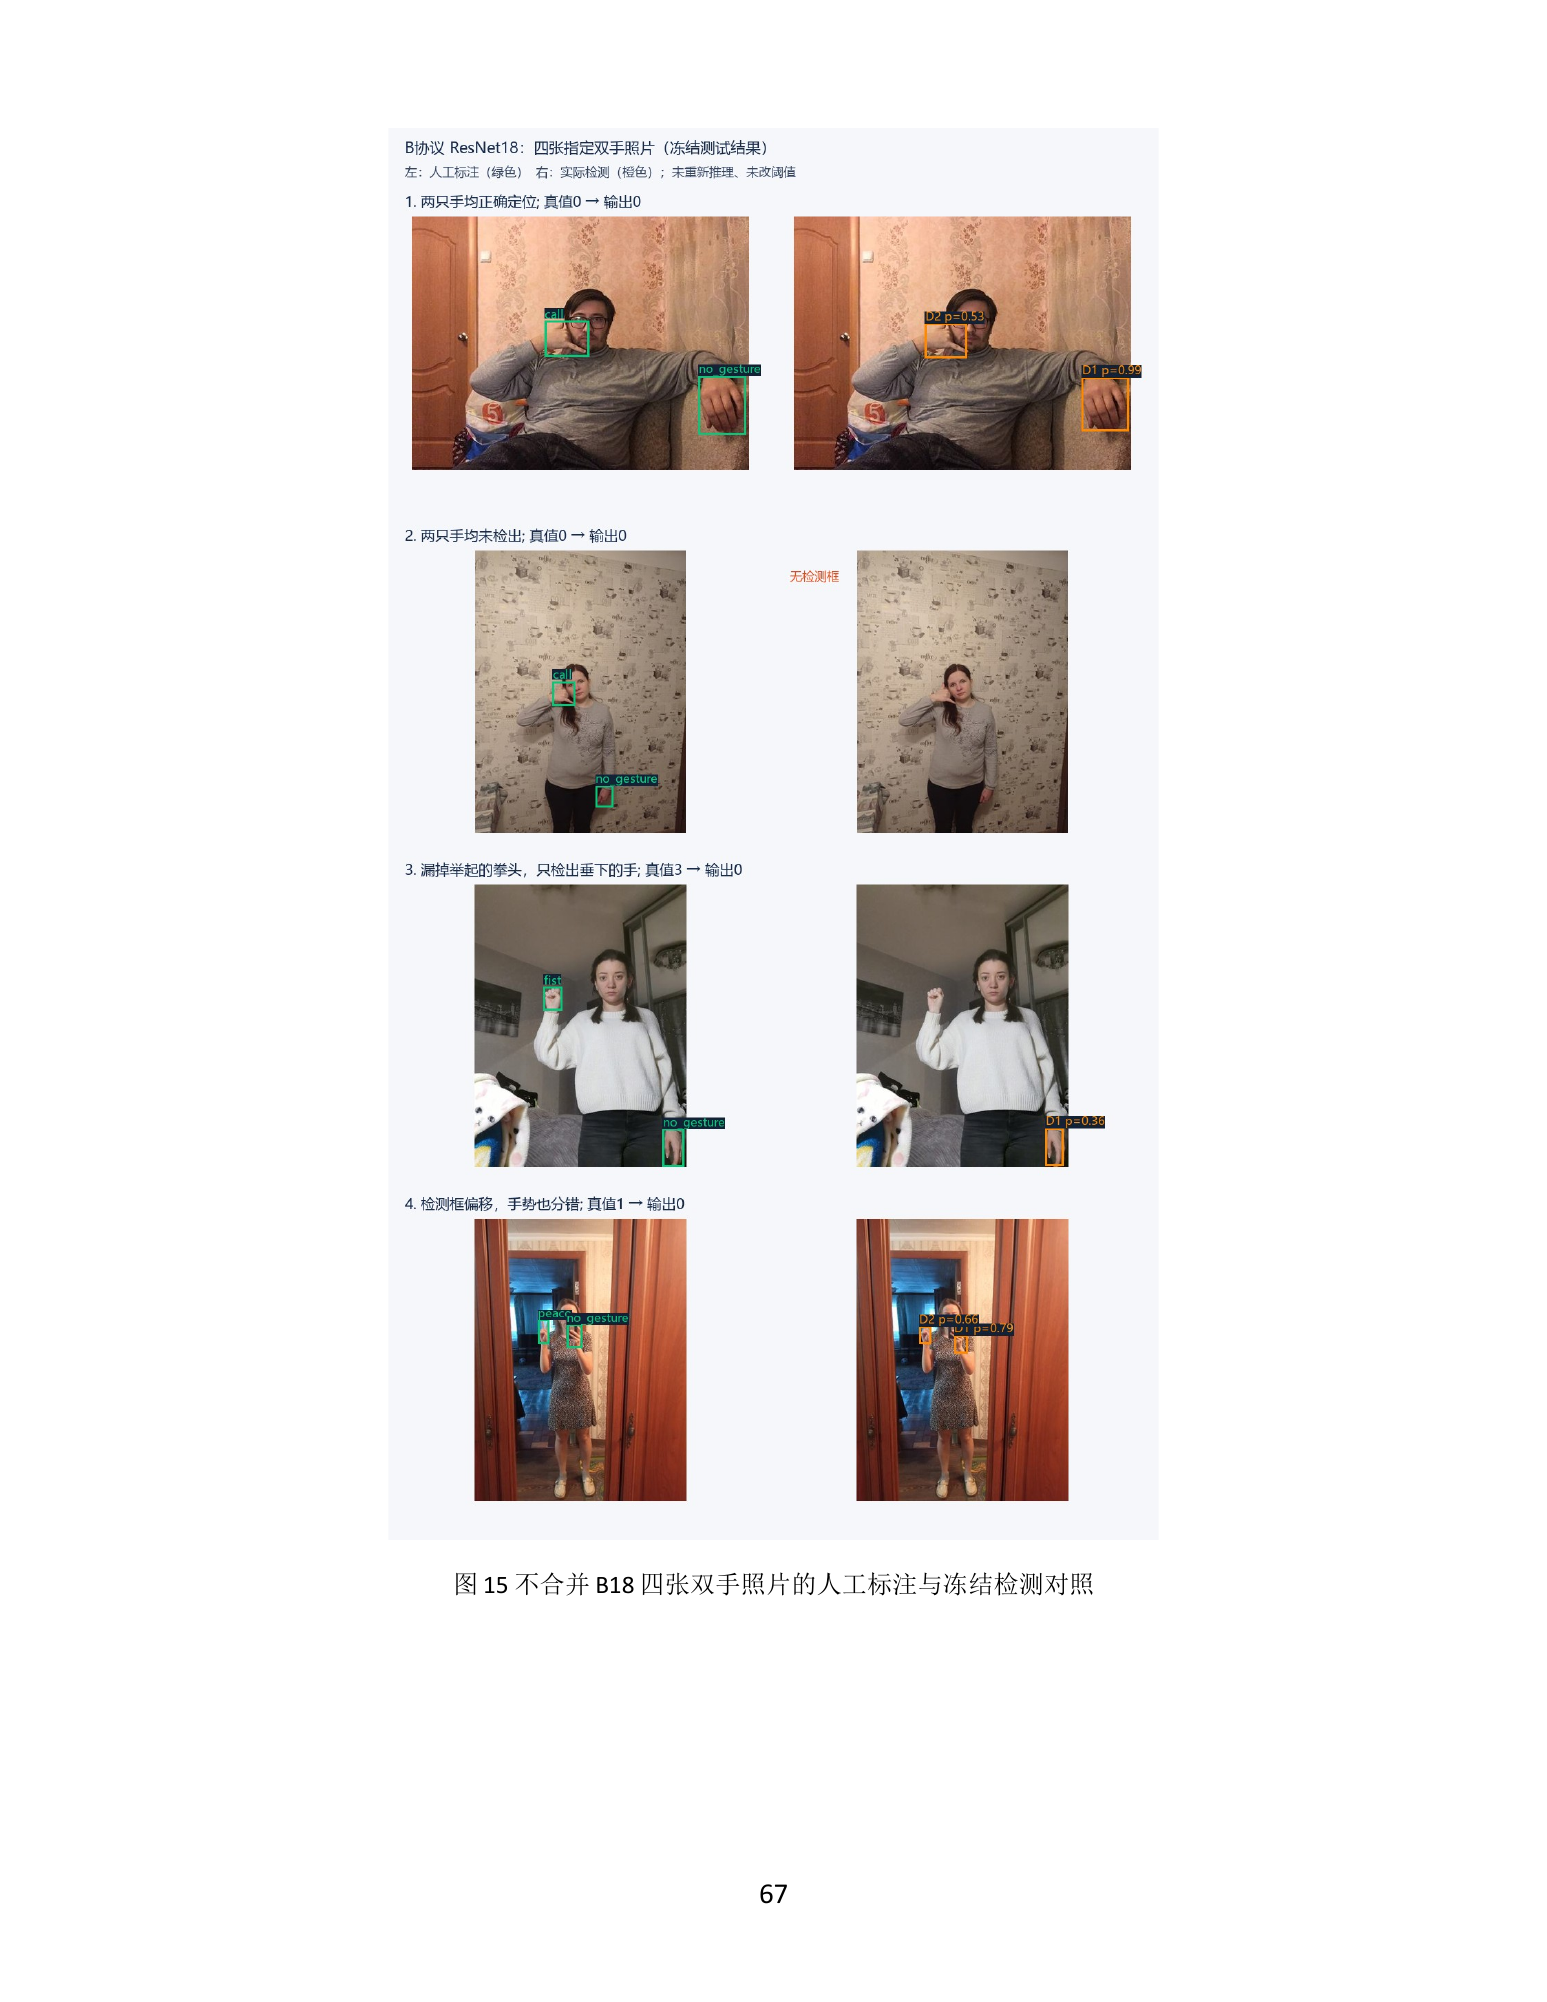 B协议 ResNet18：四张指定双手照片（冻结测试结果）
左：人工标注（绿色） 右：实际检测（橙色）；未重新推理、未改阈值
1. 两只手均正确定位; 真值0 → 输出0
call
no_gesture
D2 p=0.53
D1 p=0.99
2. 两只手均未检出; 真值0 → 输出0
call
no_gesture
无检测框
3. 漏掉举起的拳头，只检出垂下的手; 真值3 → 输出0
fist
no_gesture
D1 p=0.36
4. 检测框偏移，手势也分错; 真值1 → 输出0
peace
no_gesture
D2 p=0.66
D1 p=0.79
图 15 不合并 B18 四张双手照片的人工标注与冻结检测对照
67